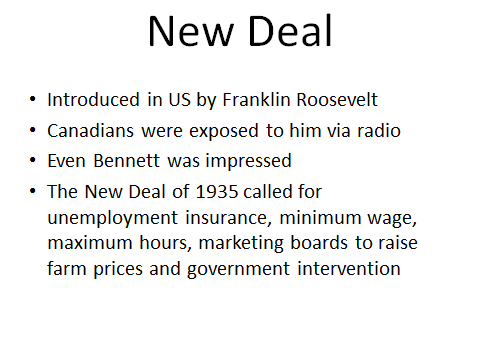 New Deal
• Introduced in US by Franklin Roosevelt
• Canadians were exposed to him via radio
• Even Bennett was impressed
• The New Deal of 1935 called for
unemployment insurance, minimum wage,
maximum hours, marketing boards to raise
farm prices and government intervention